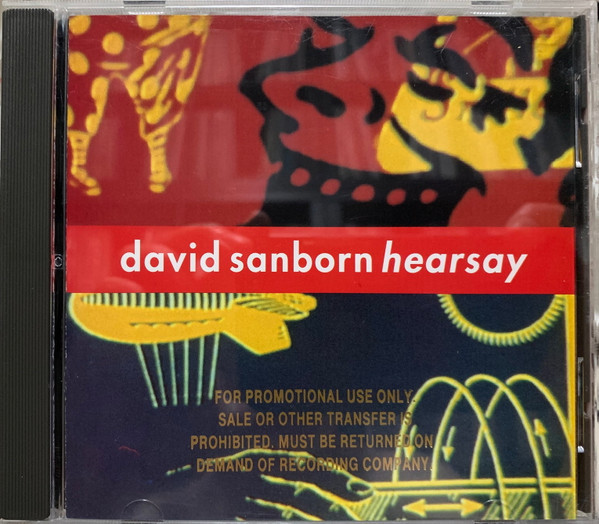 david sanborn hearsay
FOR PROMOTIONAL USE ONLY.
SALE OR OTHER TRANSFER IS
PROHIBITED. MUST BE RETURNED ON
DEMAND OF RECORDING COMPANY.